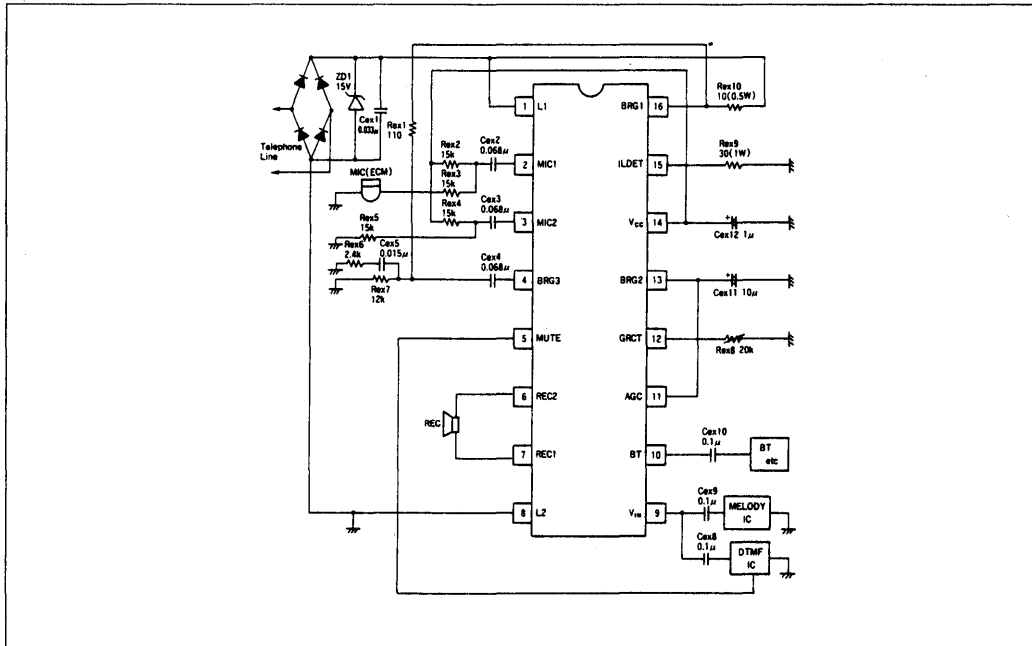 ZD1
15V
Cex1
0.033μ
Rex1
110
Telephone
Line
MIC(ECM)
Rex2
15k
Rex3
15k
Rex4
15k
Rex5
15k
Rex6
2.4k
Cex5
0.015μ
Rex7
12k
Cex2
0.068μ
Cex3
0.068μ
Cex4
0.068μ
REC
1 L1
2 MIC1
3 MIC2
4 BRG3
5 MUTE
6 REC2
7 REC1
8 L2
BRG1 16
ILDET 15
Vcc 14
BRG2 13
GRCT 12
AGC 11
BT 10
VIN 9
Rex10
10(0.5W)
Rex9
30(1W)
+
Cex12 1μ
+
Cex11 10μ
Rex8 20k
Cex10
0.1μ
BT
etc
Cex9
0.1μ
MELODY
IC
Cex8
0.1μ
DTMF
IC